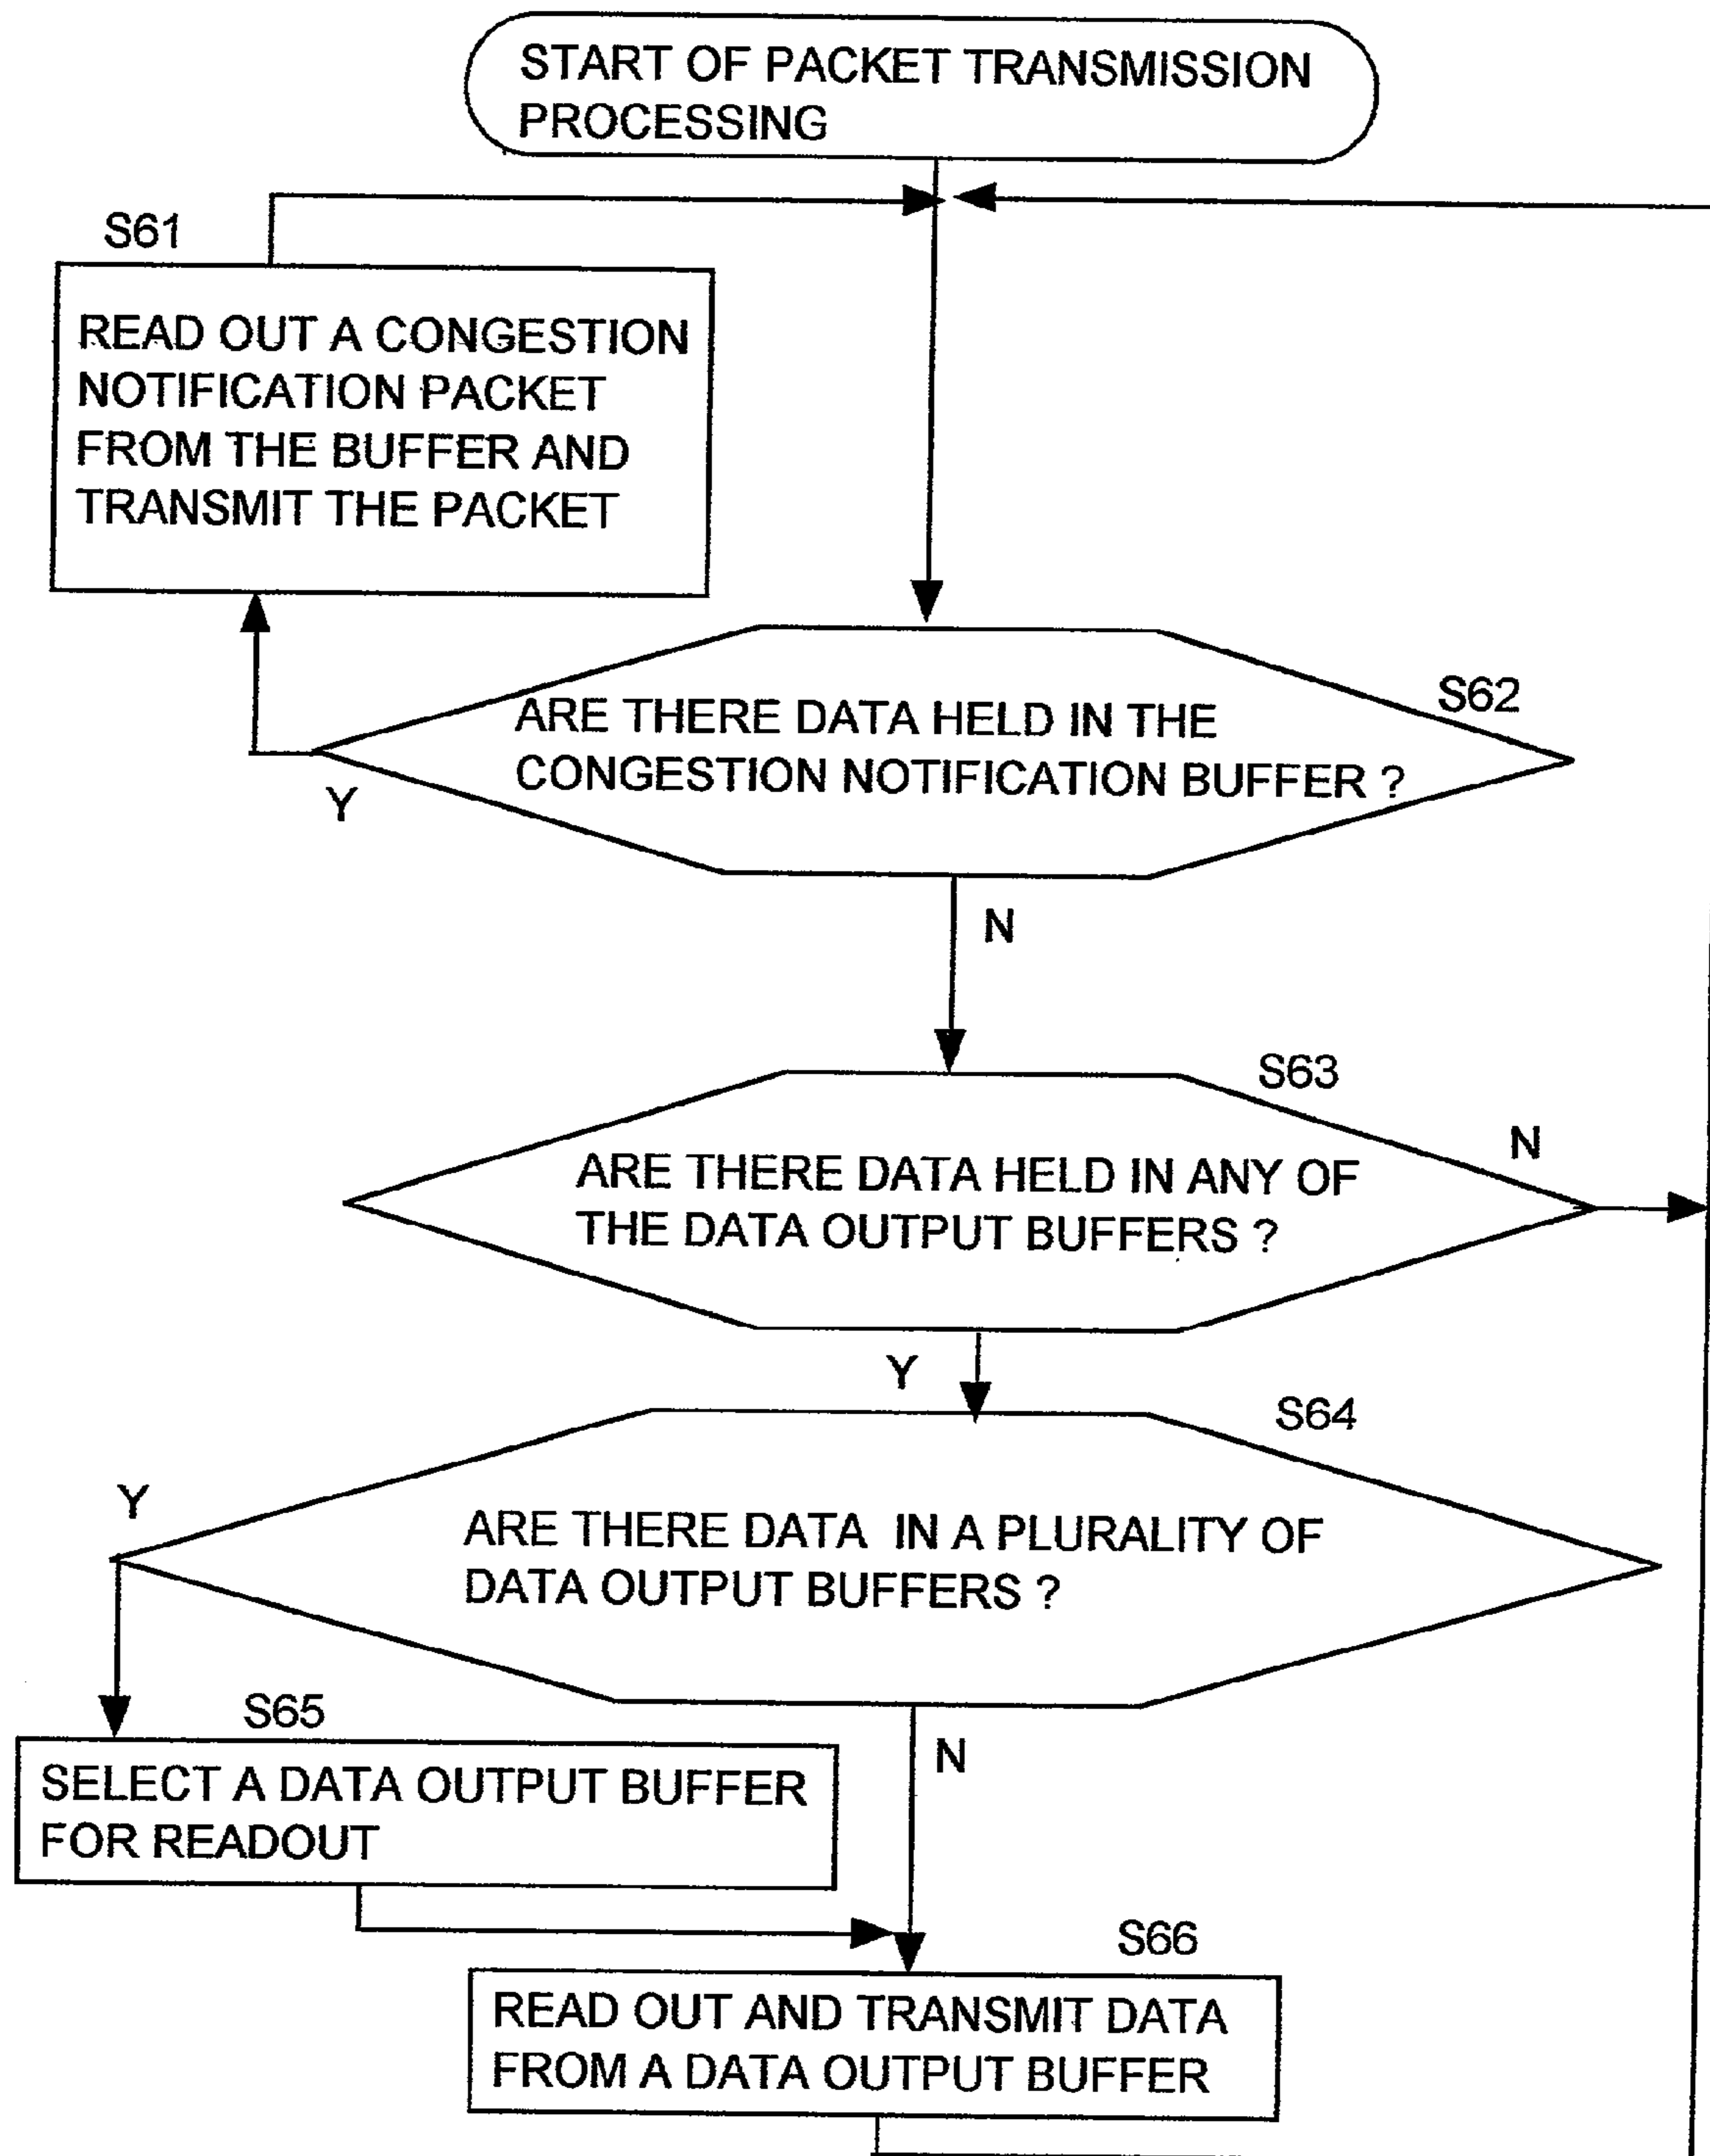 START OF PACKET TRANSMISSION
PROCESSING
S61
READ OUT A CONGESTION
NOTIFICATION PACKET
FROM THE BUFFER AND
TRANSMIT THE PACKET
S62
ARE THERE DATA HELD IN THE
CONGESTION NOTIFICATION BUFFER ?
Y
N
S63
ARE THERE DATA HELD IN ANY OF
THE DATA OUTPUT BUFFERS ?
N
Y
S64
Y
ARE THERE DATA IN A PLURALITY OF
DATA OUTPUT BUFFERS ?
S65
N
SELECT A DATA OUTPUT BUFFER
FOR READOUT
S66
READ OUT AND TRANSMIT DATA
FROM A DATA OUTPUT BUFFER